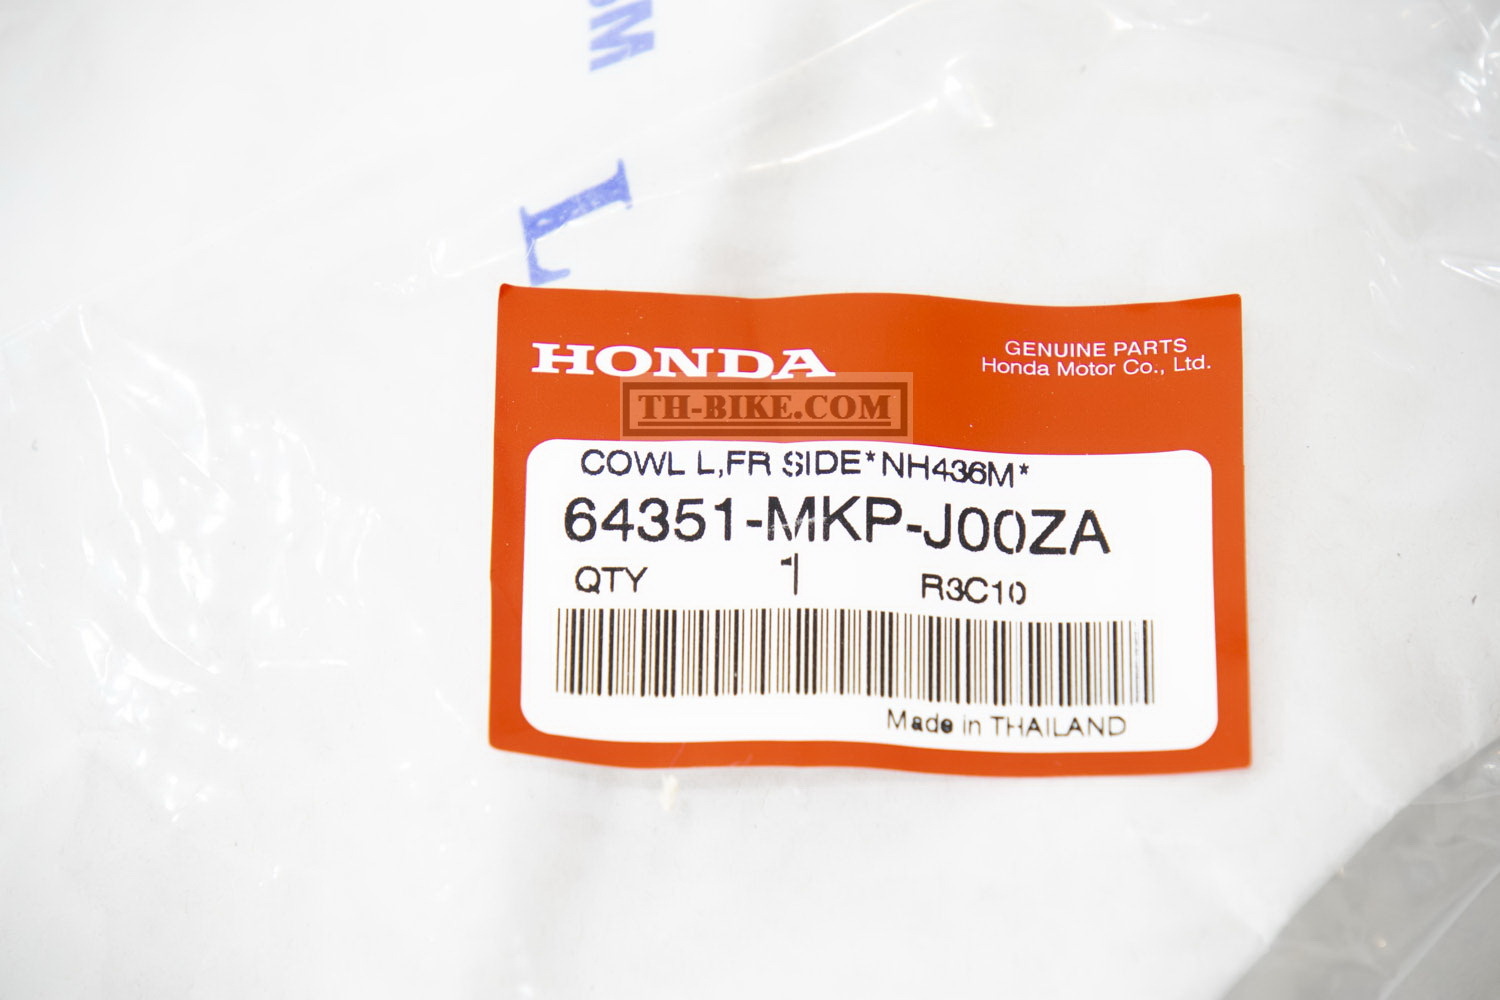 L
HONDA
GENUINE PARTS
Honda Motor Co., Ltd.
TH-BIKE.COM
COWL L,FR SIDE*NH436M*
64351-MKP-J00ZA
QTY 1 R3C10
Made in THAILAND